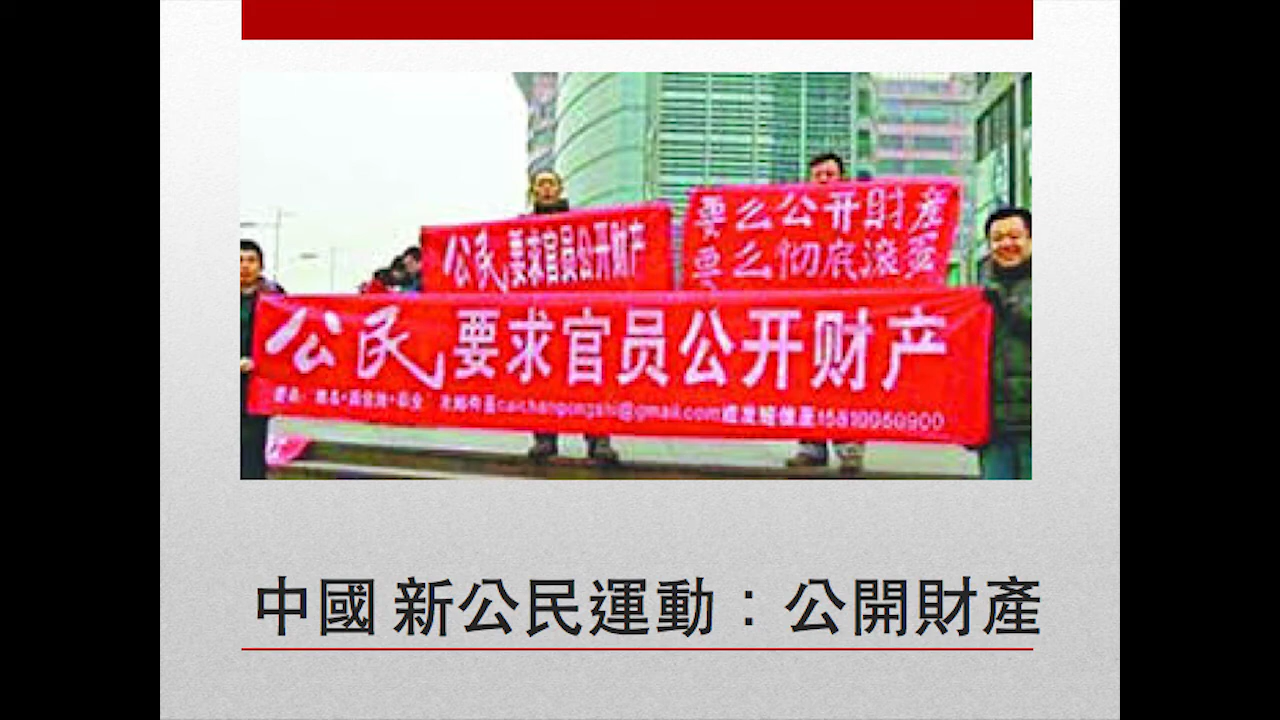 要么公开财產
要么彻底滚蛋
公民要求官员公开财产
公民要求官员公开财产
中國 新公民運動：公開財產